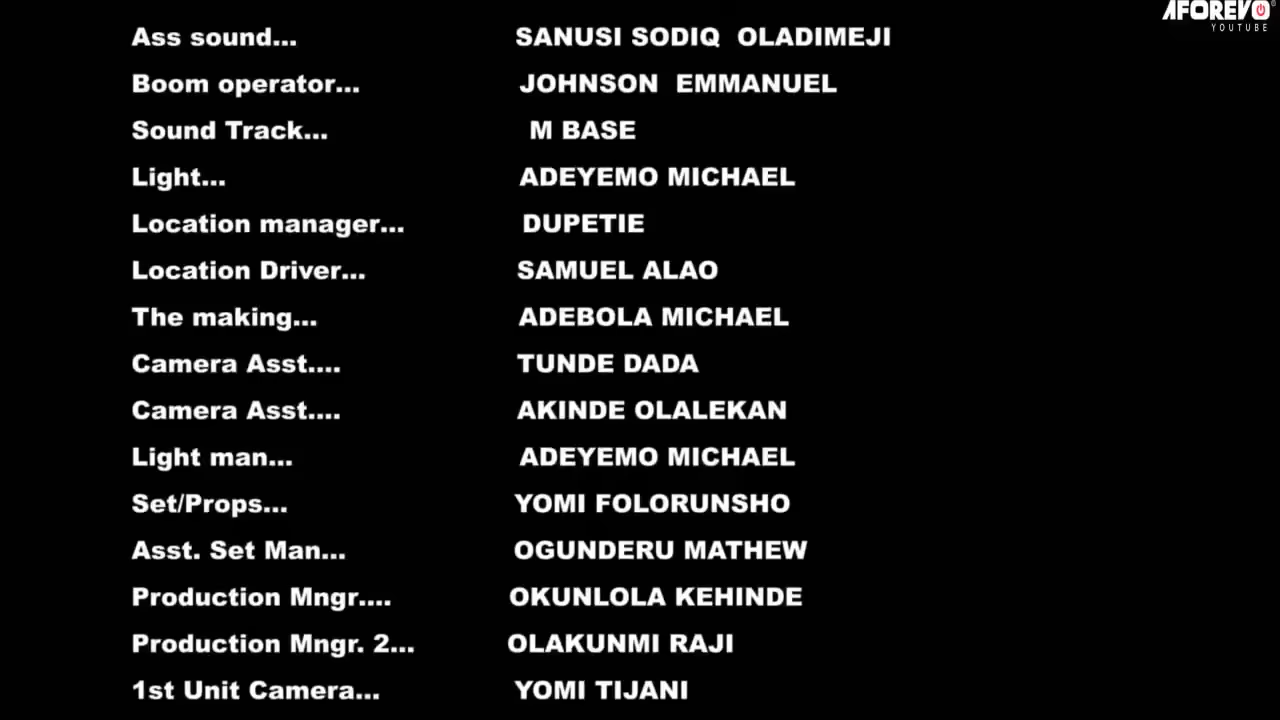 AFOREVO
YOUTUBE
Ass sound... SANUSI SODIQ OLADIMEJI
Boom operator... JOHNSON EMMANUEL
Sound Track... M BASE
Light... ADEYEMO MICHAEL
Location manager... DUPETIE
Location Driver... SAMUEL ALAO
The making... ADEBOLA MICHAEL
Camera Asst.... TUNDE DADA
Camera Asst.... AKINDE OLALEKAN
Light man... ADEYEMO MICHAEL
Set/Props... YOMI FOLORUNSHO
Asst. Set Man... OGUNDERU MATHEW
Production Mngr.... OKUNLOLA KEHINDE
Production Mngr. 2... OLAKUNMI RAJI
1st Unit Camera... YOMI TIJANI